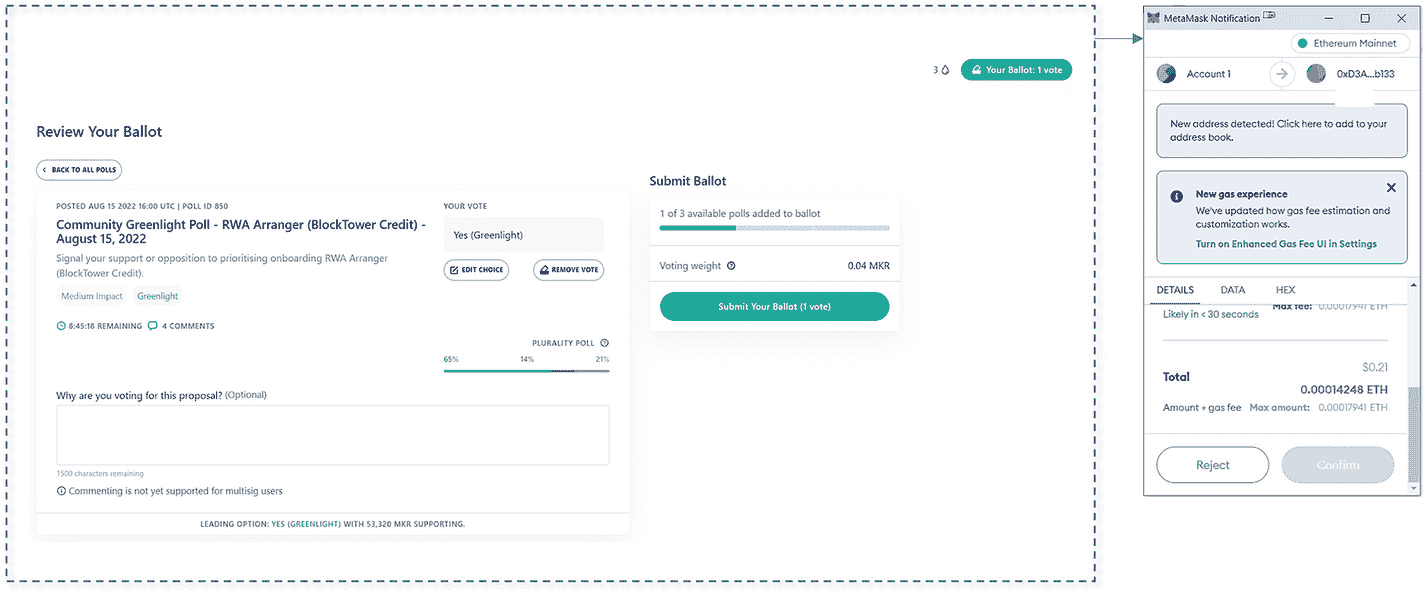 3
Your Ballot: 1 vote
Review Your Ballot
BACK TO ALL POLLS
POSTED AUG 15 2022 16:00 UTC | POLL ID 850
Community Greenlight Poll - RWA Arranger (BlockTower Credit) -
August 15, 2022
Signal your support or opposition to prioritising onboarding RWA Arranger
(BlockTower Credit).
Medium Impact Greenlight
8:45:16 REMAINING 4 COMMENTS
YOUR VOTE
Yes (Greenlight)
EDIT CHOICE REMOVE VOTE
PLURALITY POLL
65% 14% 21%
Why are you voting for this proposal? (Optional)
1500 characters remaining
Commenting is not yet supported for multisig users
LEADING OPTION: YES (GREENLIGHT) WITH 53,320 MKR SUPPORTING.
Submit Ballot
1 of 3 available polls added to ballot
Voting weight 0.04 MKR
Submit Your Ballot (1 vote)
MetaMask Notification
Ethereum Mainnet
Account 1 0xD3A...b133
New address detected! Click here to add to your
address book.
New gas experience
We've updated how gas fee estimation and
customization works.
Turn on Enhanced Gas Fee UI in Settings
DETAILS DATA HEX
Likely in < 30 seconds Max fee: 0.00017941 ETH
$0.21
Total 0.00014248 ETH
Amount + gas fee Max amount: 0.00017941 ETH
Reject Confirm